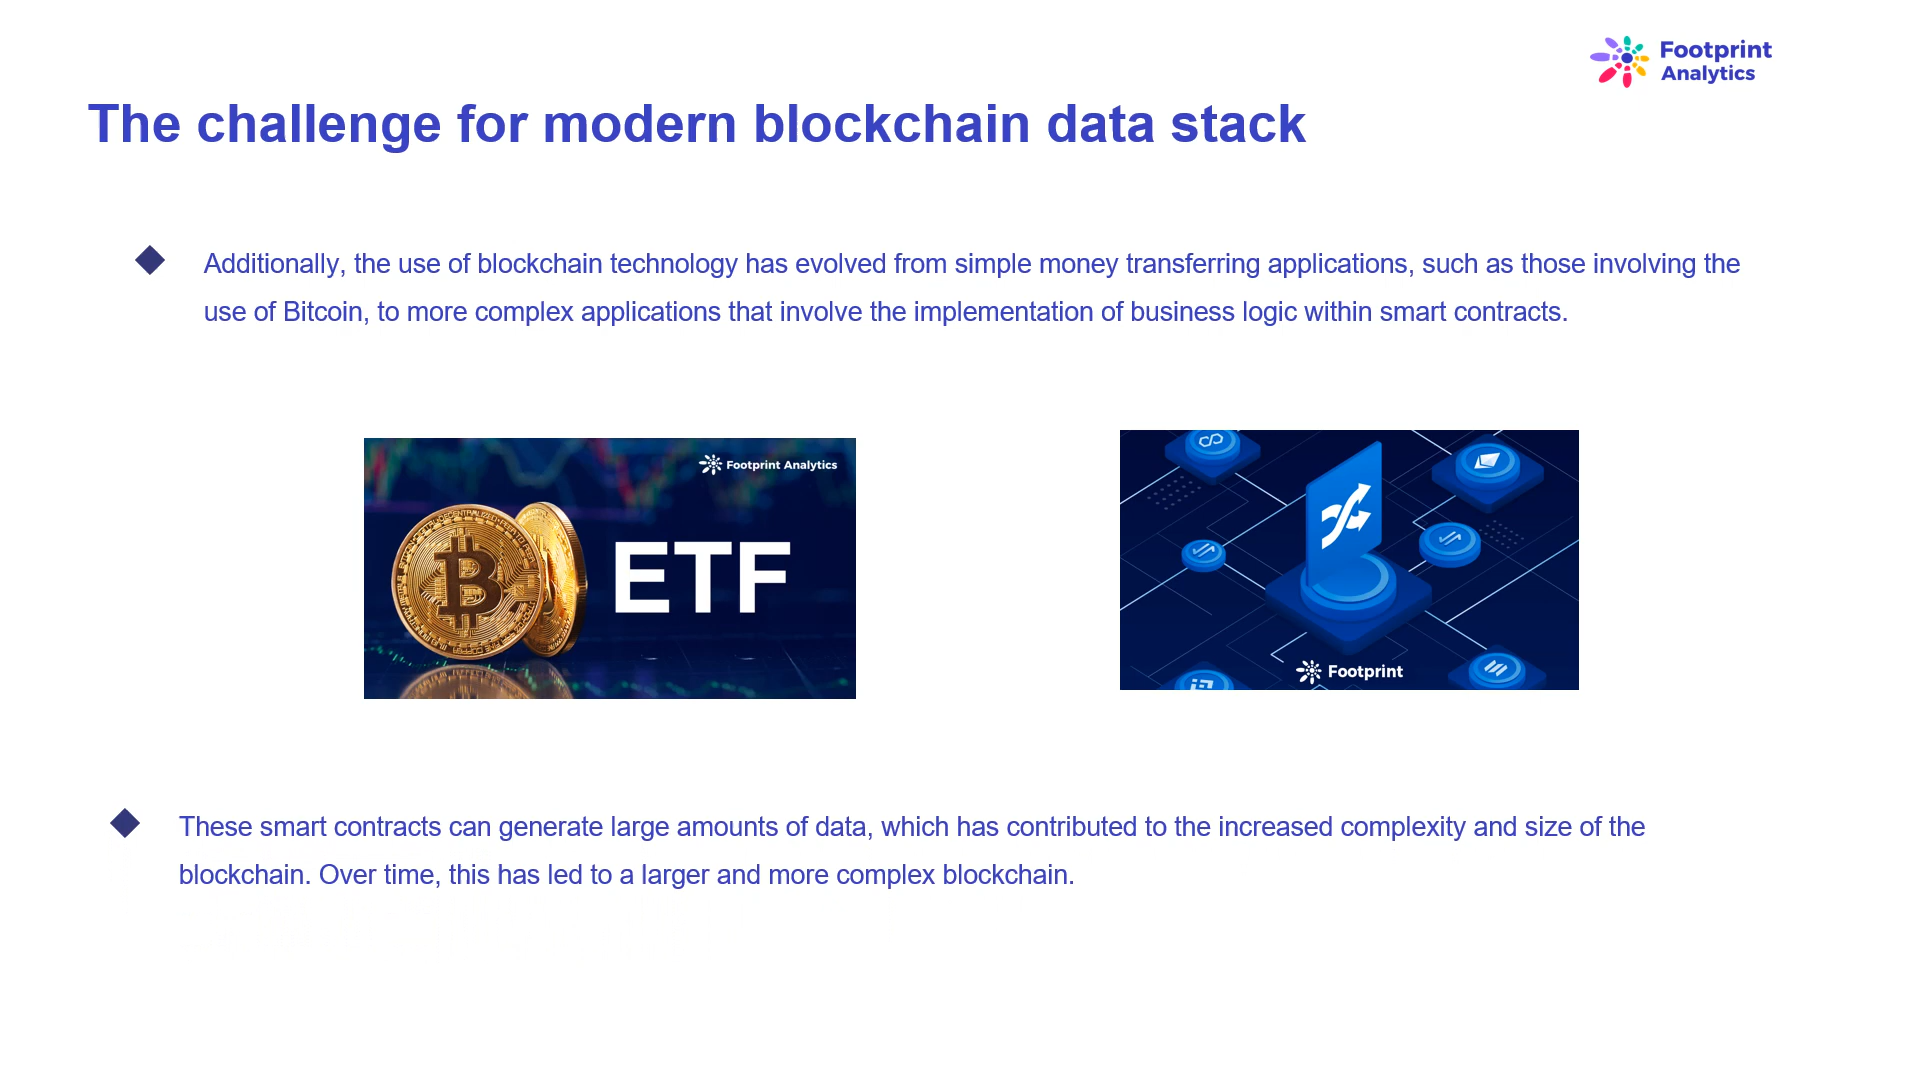 Footprint
Analytics
The challenge for modern blockchain data stack
Additionally, the use of blockchain technology has evolved from simple money transferring applications, such as those involving the
use of Bitcoin, to more complex applications that involve the implementation of business logic within smart contracts.
Footprint Analytics
ETF
Footprint
These smart contracts can generate large amounts of data, which has contributed to the increased complexity and size of the
blockchain. Over time, this has led to a larger and more complex blockchain.